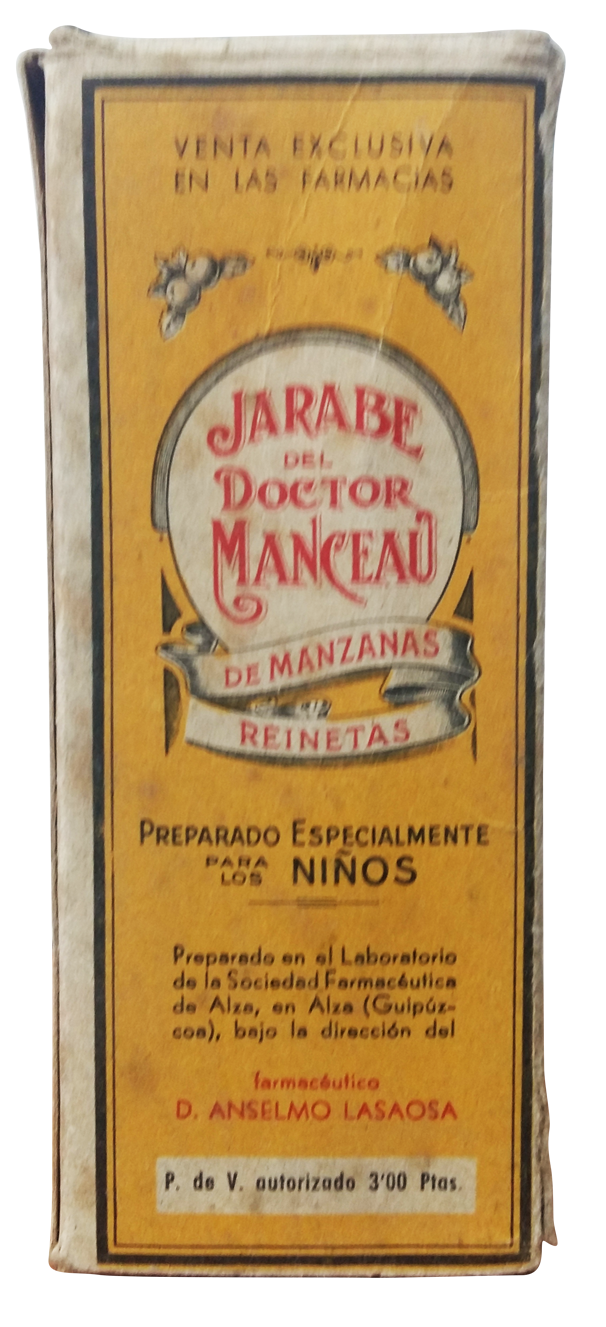 VENTA EXCLUSIVA
EN LAS FARMACIAS
JARABE
DEL
DOCTOR
MANCEAU
DE MANZANAS
REINETAS
PREPARADO ESPECIALMENTE
PARA LOS NIÑOS
Preparado en el Laboratorio
de la Sociedad Farmacéutica
de Alza, en Alza (Guipúz-
coa), bajo la dirección del
farmacéutico
D. ANSELMO LASAOSA
P. de V. autorizado 3'00 Ptas.